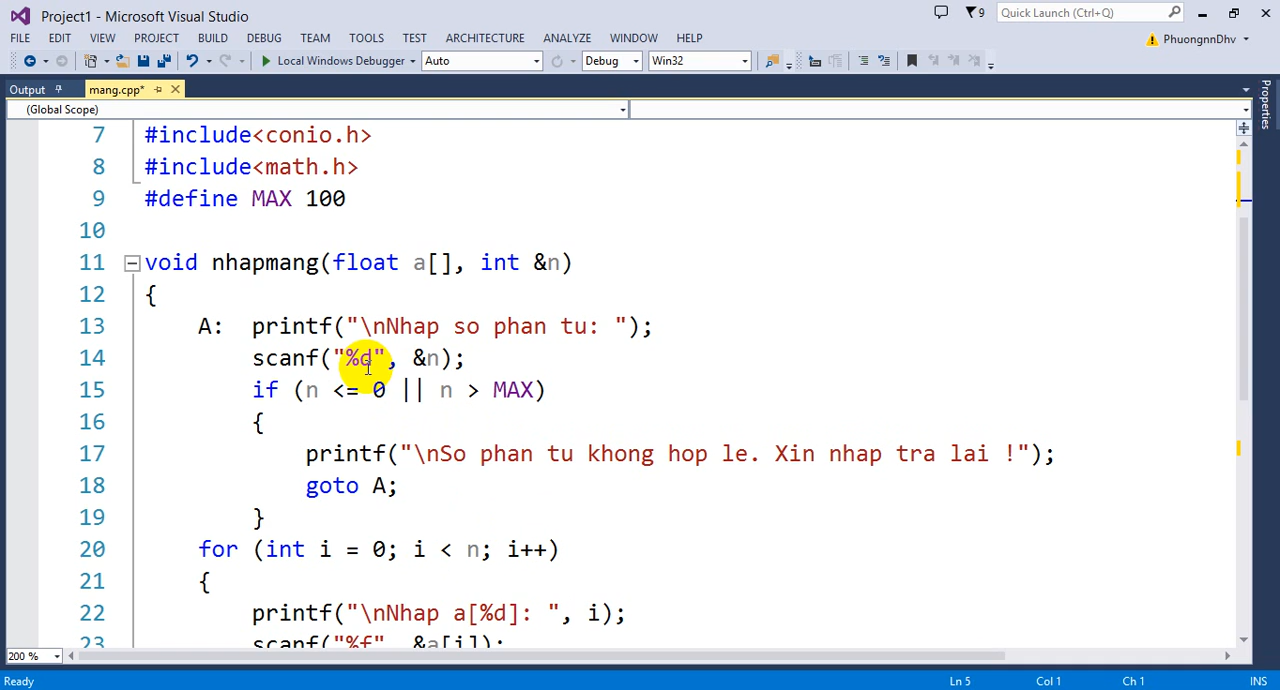 Project1 - Microsoft Visual Studio
9
Quick Launch (Ctrl+Q)
FILE EDIT VIEW PROJECT BUILD DEBUG TEAM TOOLS TEST ARCHITECTURE ANALYZE WINDOW HELP
PhuongnnDhv
Local Windows Debugger Auto Debug Win32
Output mang.cpp*
Properties
(Global Scope)
7 #include<conio.h>
8 #include<math.h>
9 #define MAX 100
10
11 void nhapmang(float a[], int &n)
12 {
13 A: printf("\nNhap so phan tu: ");
14 scanf("%d", &n);
15 if (n <= 0 || n > MAX)
16 {
17 printf("\nSo phan tu khong hop le. Xin nhap tra lai !");
18 goto A;
19 }
20 for (int i = 0; i < n; i++)
21 {
22 printf("\nNhap a[%d]: ", i);
23 scanf("%f", &a[i]);
200 %
Ready Ln 5 Col 1 Ch 1 INS